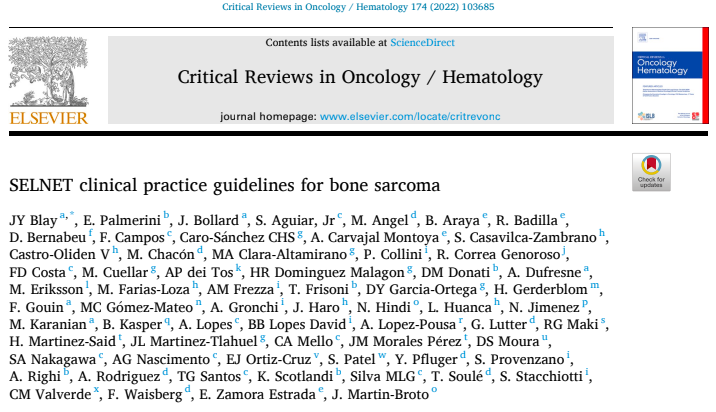 Critical Reviews in Oncology / Hematology 174 (2022) 103685
Contents lists available at ScienceDirect
Critical Reviews in Oncology / Hematology
journal homepage: www.elsevier.com/locate/critrevonc
ELSEVIER
Oncology
Hematology
Check for
updates
SELNET clinical practice guidelines for bone sarcoma
JY Blay a,*, E. Palmerini b, J. Bollard a, S. Aguiar, Jr c, M. Angel d, B. Araya e, R. Badilla e,
D. Bernabeu f, F. Campos c, Caro-Sánchez CHS g, A. Carvajal Montoya e, S. Casavilca-Zambrano h,
Castro-Oliden V h, M. Chacón d, MA Clara-Altamirano g, P. Collini i, R. Correa Genoroso j,
FD Costa c, M. Cuellar g, AP dei Tos k, HR Dominguez Malagon g, DM Donati b, A. Dufresne a,
M. Eriksson l, M. Farias-Loza h, AM Frezza i, T. Frisoni b, DY Garcia-Ortega g, H. Gerderblom m,
F. Gouin a, MC Gómez-Mateo n, A. Gronchi i, J. Haro h, N. Hindi o, L. Huanca h, N. Jimenez p,
M. Karanian a, B. Kasper q, A. Lopes c, BB Lopes David i, A. Lopez-Pousa r, G. Lutter d, RG Maki s,
H. Martinez-Said t, JL Martinez-Tlahuel g, CA Mello c, JM Morales Pérez t, DS Moura u,
SA Nakagawa c, AG Nascimento c, EJ Ortiz-Cruz v, S. Patel w, Y. Pfluger d, S. Provenzano i,
A. Righi b, A. Rodriguez d, TG Santos c, K. Scotlandi b, Silva MLG c, T. Soulé d, S. Stacchiotti i,
CM Valverde x, F. Waisberg d, E. Zamora Estrada e, J. Martin-Broto o